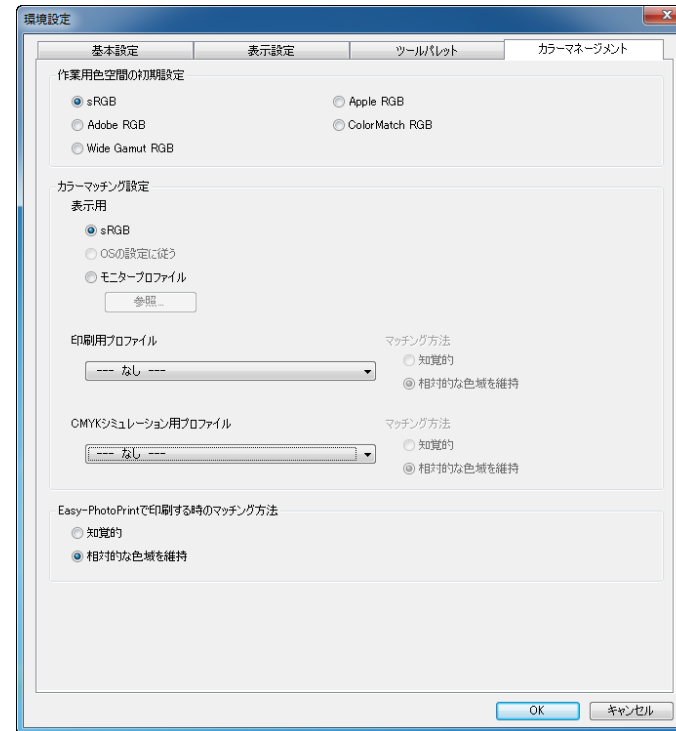 環境設定
基本設定 表示設定 ツールパレット カラーマネージメント
作業用色空間の初期設定
sRGB Apple RGB
Adobe RGB ColorMatch RGB
Wide Gamut RGB
カラーマッチング設定
表示用
sRGB
OSの設定に従う
モニタープロファイル
参照...
印刷用プロファイル マッチング方法
--- なし --- 知覚的
相対的な色域を維持
CMYKシミュレーション用プロファイル マッチング方法
--- なし --- 知覚的
相対的な色域を維持
Easy-PhotoPrintで印刷する時のマッチング方法
知覚的
相対的な色域を維持
OK キャンセル